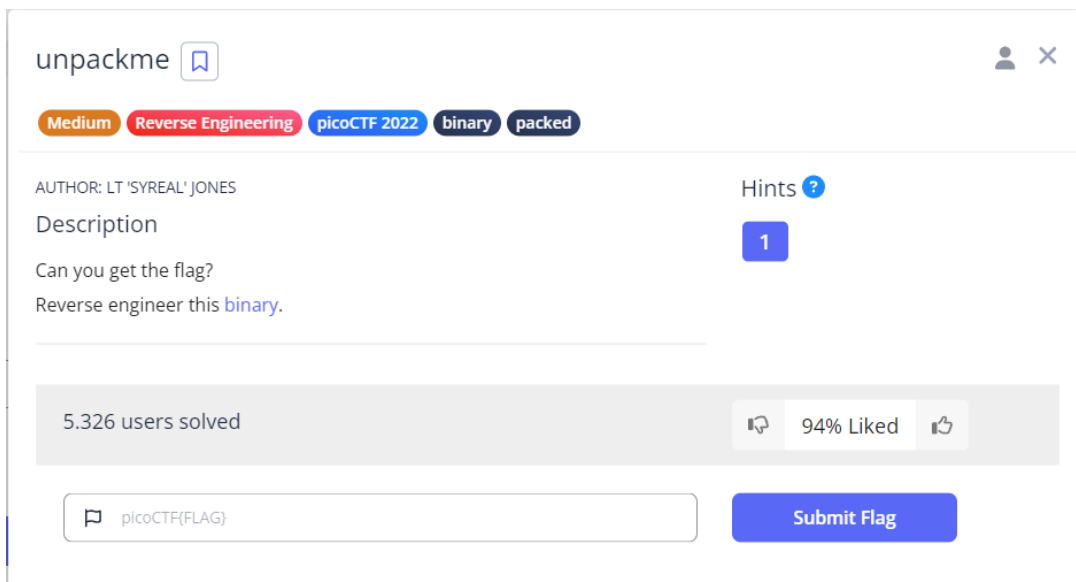 unpackme
Medium Reverse Engineering picoCTF 2022 binary packed
AUTHOR: LT 'SYREAL' JONES
Description
Can you get the flag?
Reverse engineer this binary.
Hints ?
1
5.326 users solved
94% Liked
picoCTF{FLAG}
Submit Flag